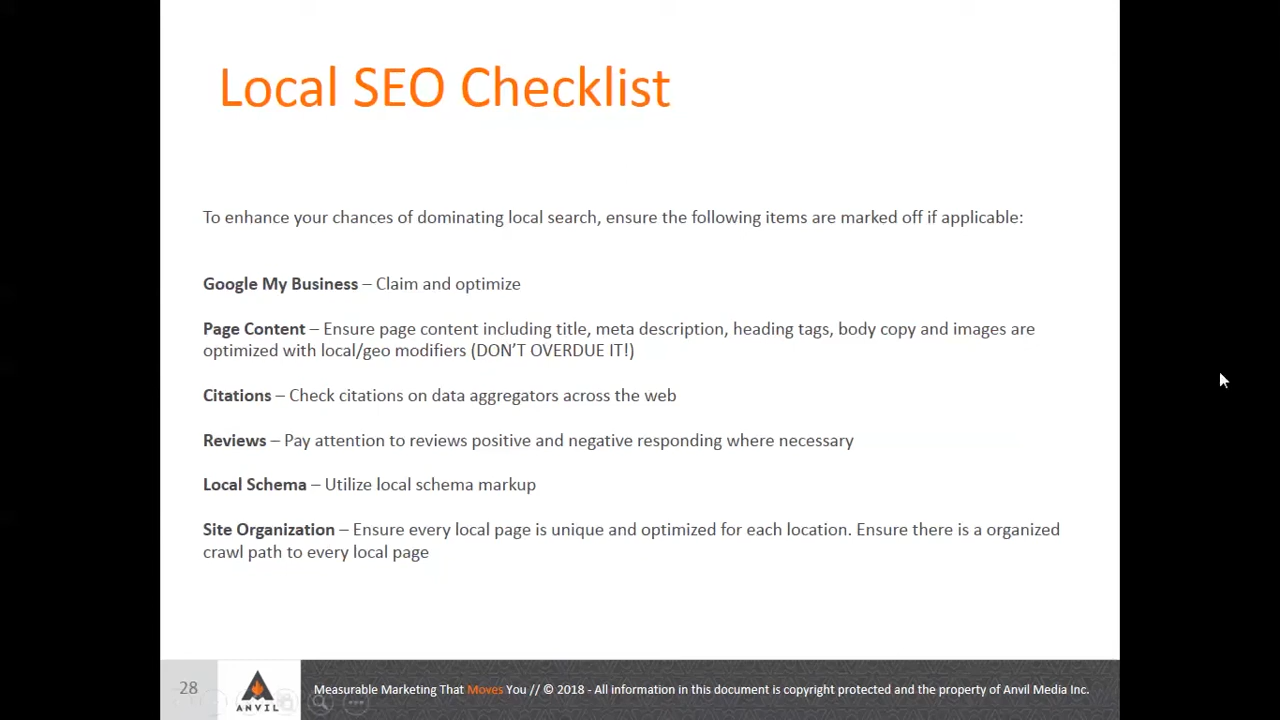 Local SEO Checklist
To enhance your chances of dominating local search, ensure the following items are marked off if applicable:
Google My Business – Claim and optimize
Page Content – Ensure page content including title, meta description, heading tags, body copy and images are
optimized with local/geo modifiers (DON'T OVERDUE IT!)
Citations – Check citations on data aggregators across the web
Reviews – Pay attention to reviews positive and negative responding where necessary
Local Schema – Utilize local schema markup
Site Organization – Ensure every local page is unique and optimized for each location. Ensure there is a organized
crawl path to every local page
28
ANVIL
Measurable Marketing That Moves You // © 2018 - All information in this document is copyright protected and the property of Anvil Media Inc.